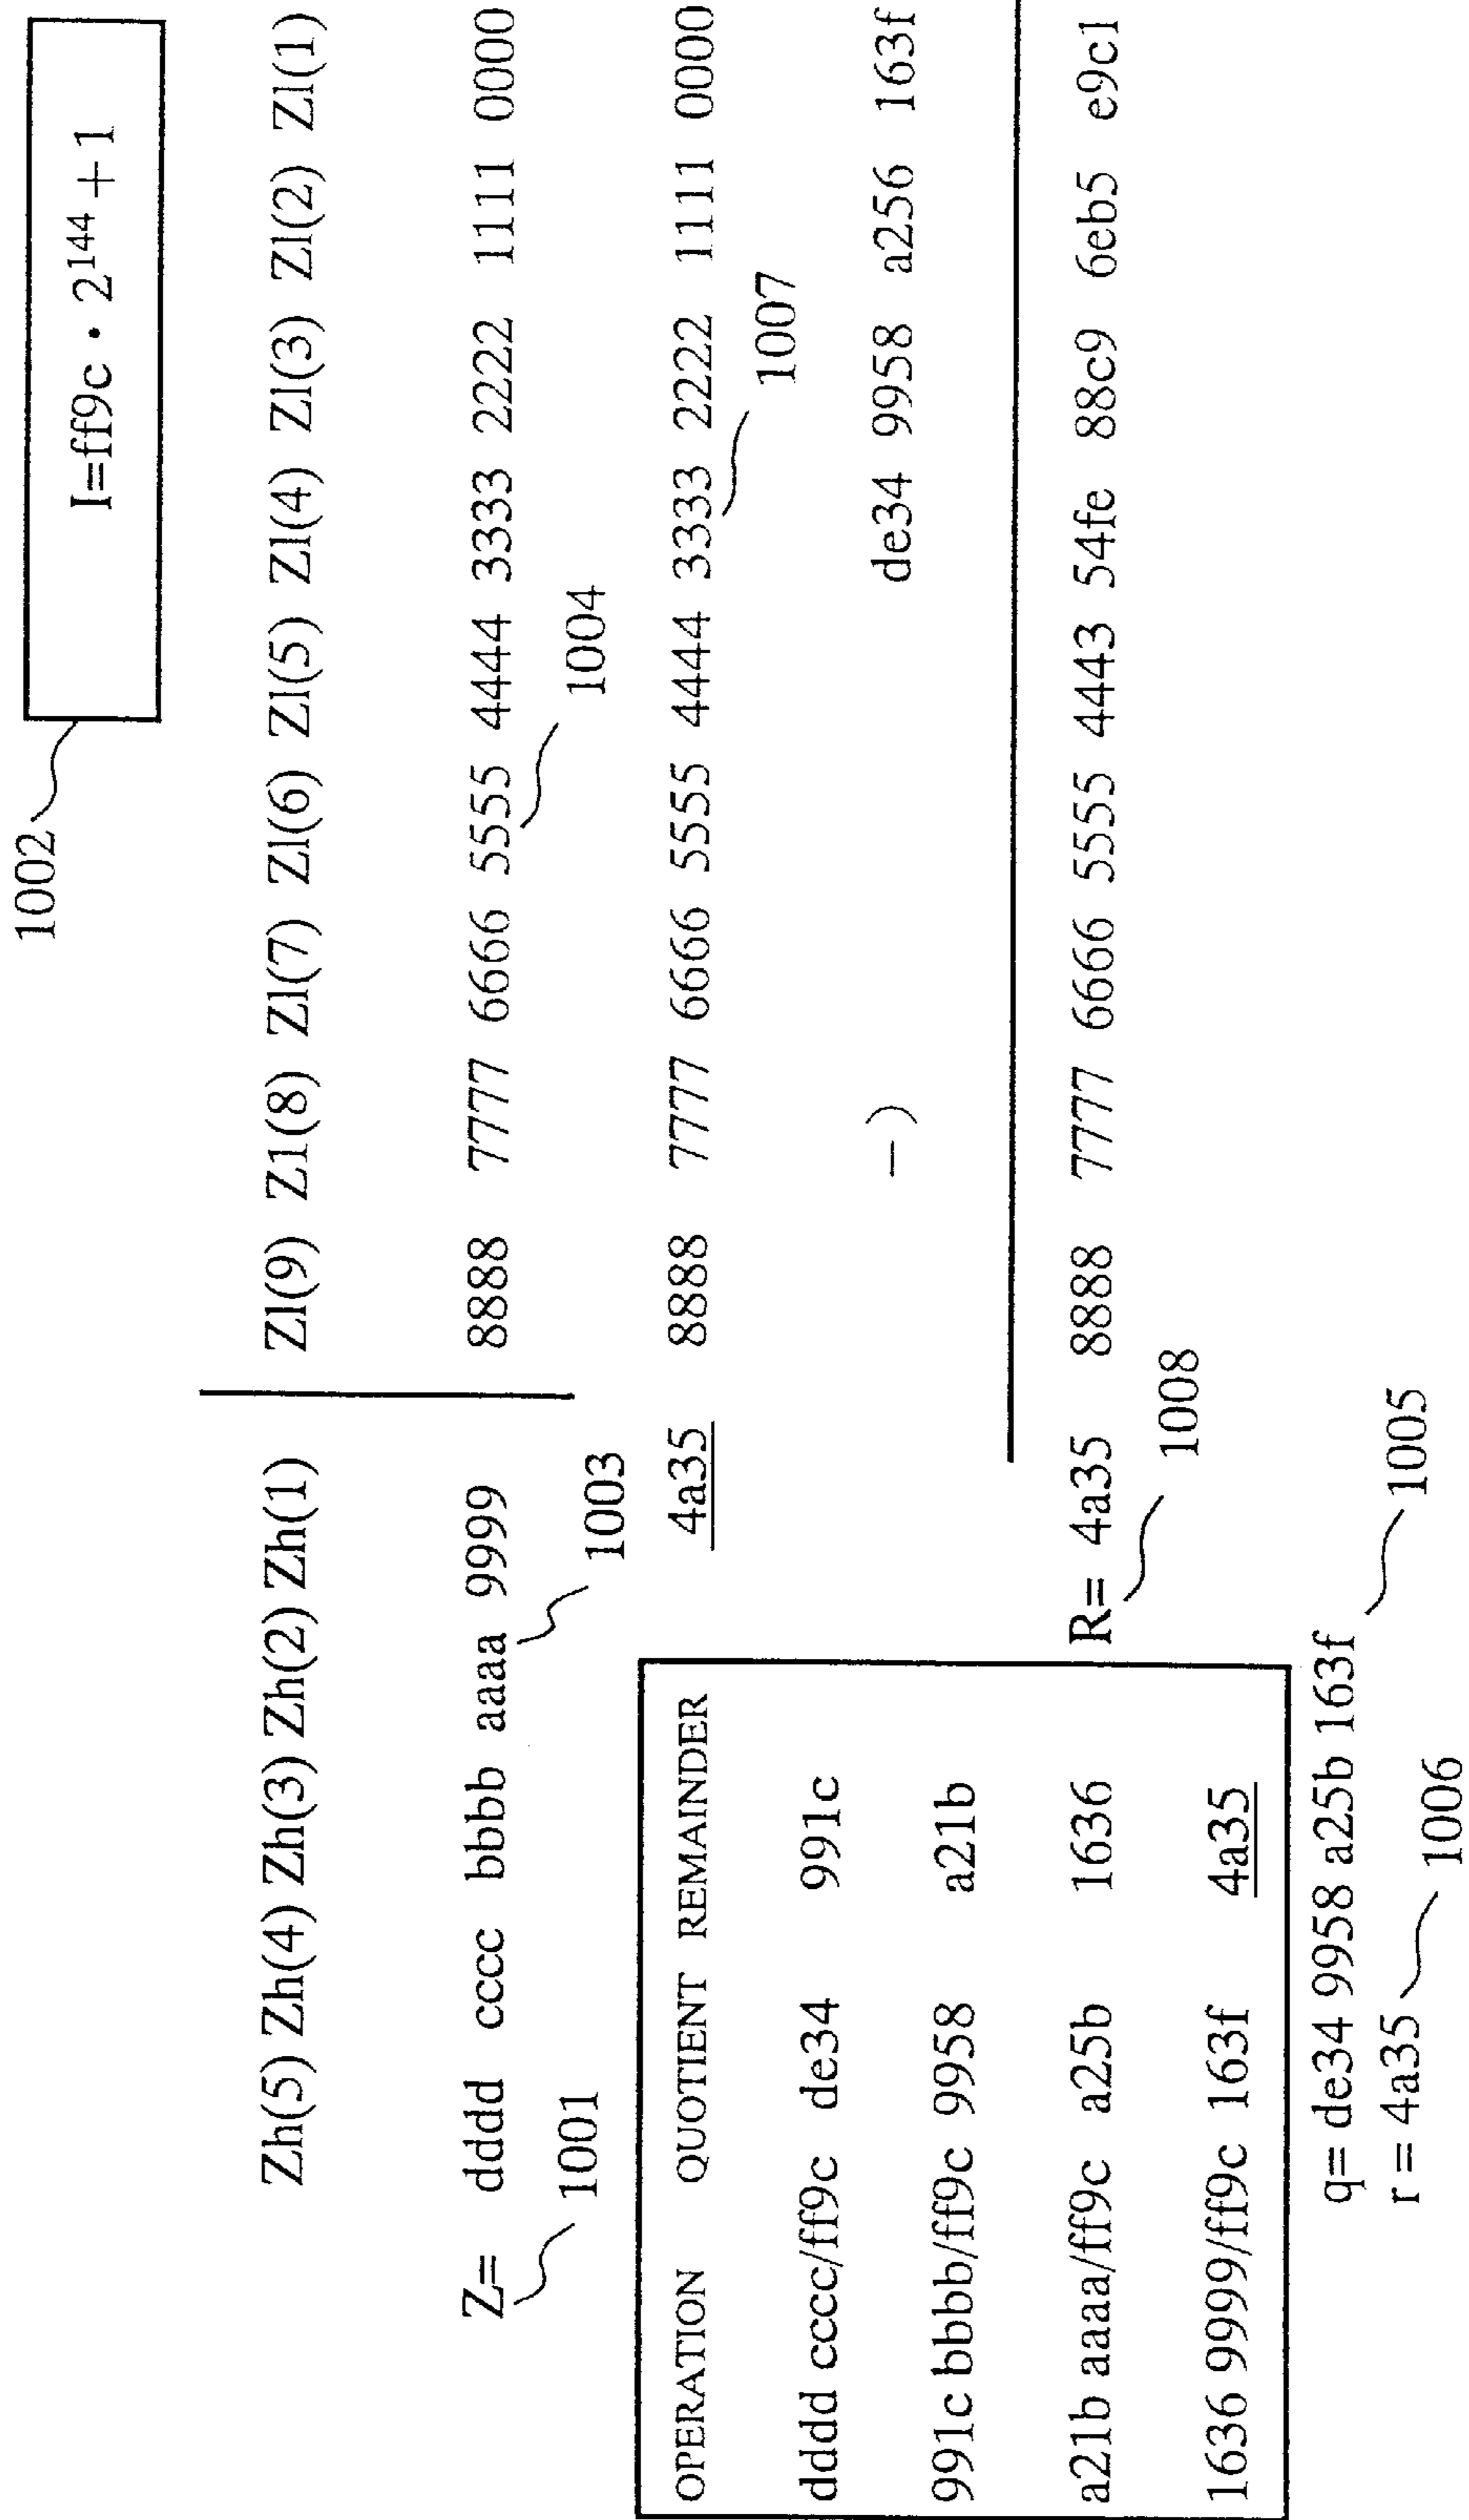 1002
I=ff9c · 2^144 + 1
Zh(5) Zh(4) Zh(3) Zh(2) Zh(1) Zl(9) Z1(8) Zl(7) Zl(6) Zl(5) Zl(4) Zl(3) Zl(2) Zl(1)
Z= dddd cccc bbbb aaaa 9999 8888 7777 6666 5555 4444 3333 2222 1111 0000
1001
1003
1004
4a35 8888 7777 6666 5555 4444 3333 2222 1111 0000
1007
−) de34 9958 a256 163f
R= 4a35 8888 7777 6666 5555 4443 54fe 88c9 6eb5 e9c1
1008
OPERATION QUOTIENT REMAINDER
dddd cccc/ff9c de34 991c
991c bbbb/ff9c 9958 a21b
a21b aaaa/ff9c a25b 1636
1636 9999/ff9c 163f 4a35
q= de34 9958 a25b 163f
1005
r = 4a35
1006